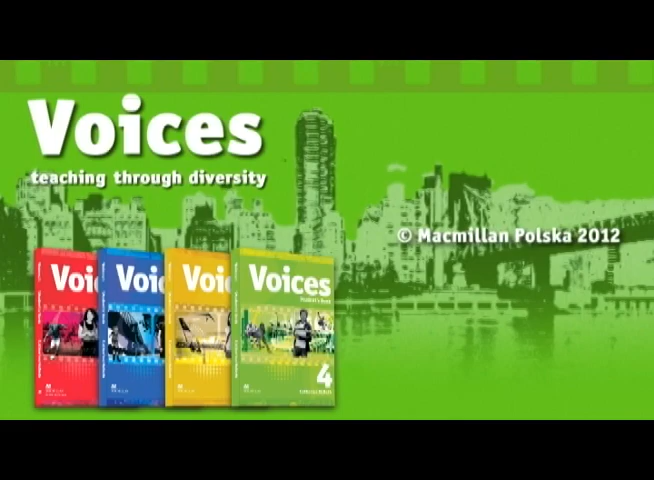 Voices
teaching through diversity
© Macmillan Polska 2012
Voi
Voi
Voi
Voices
Student's Book
4